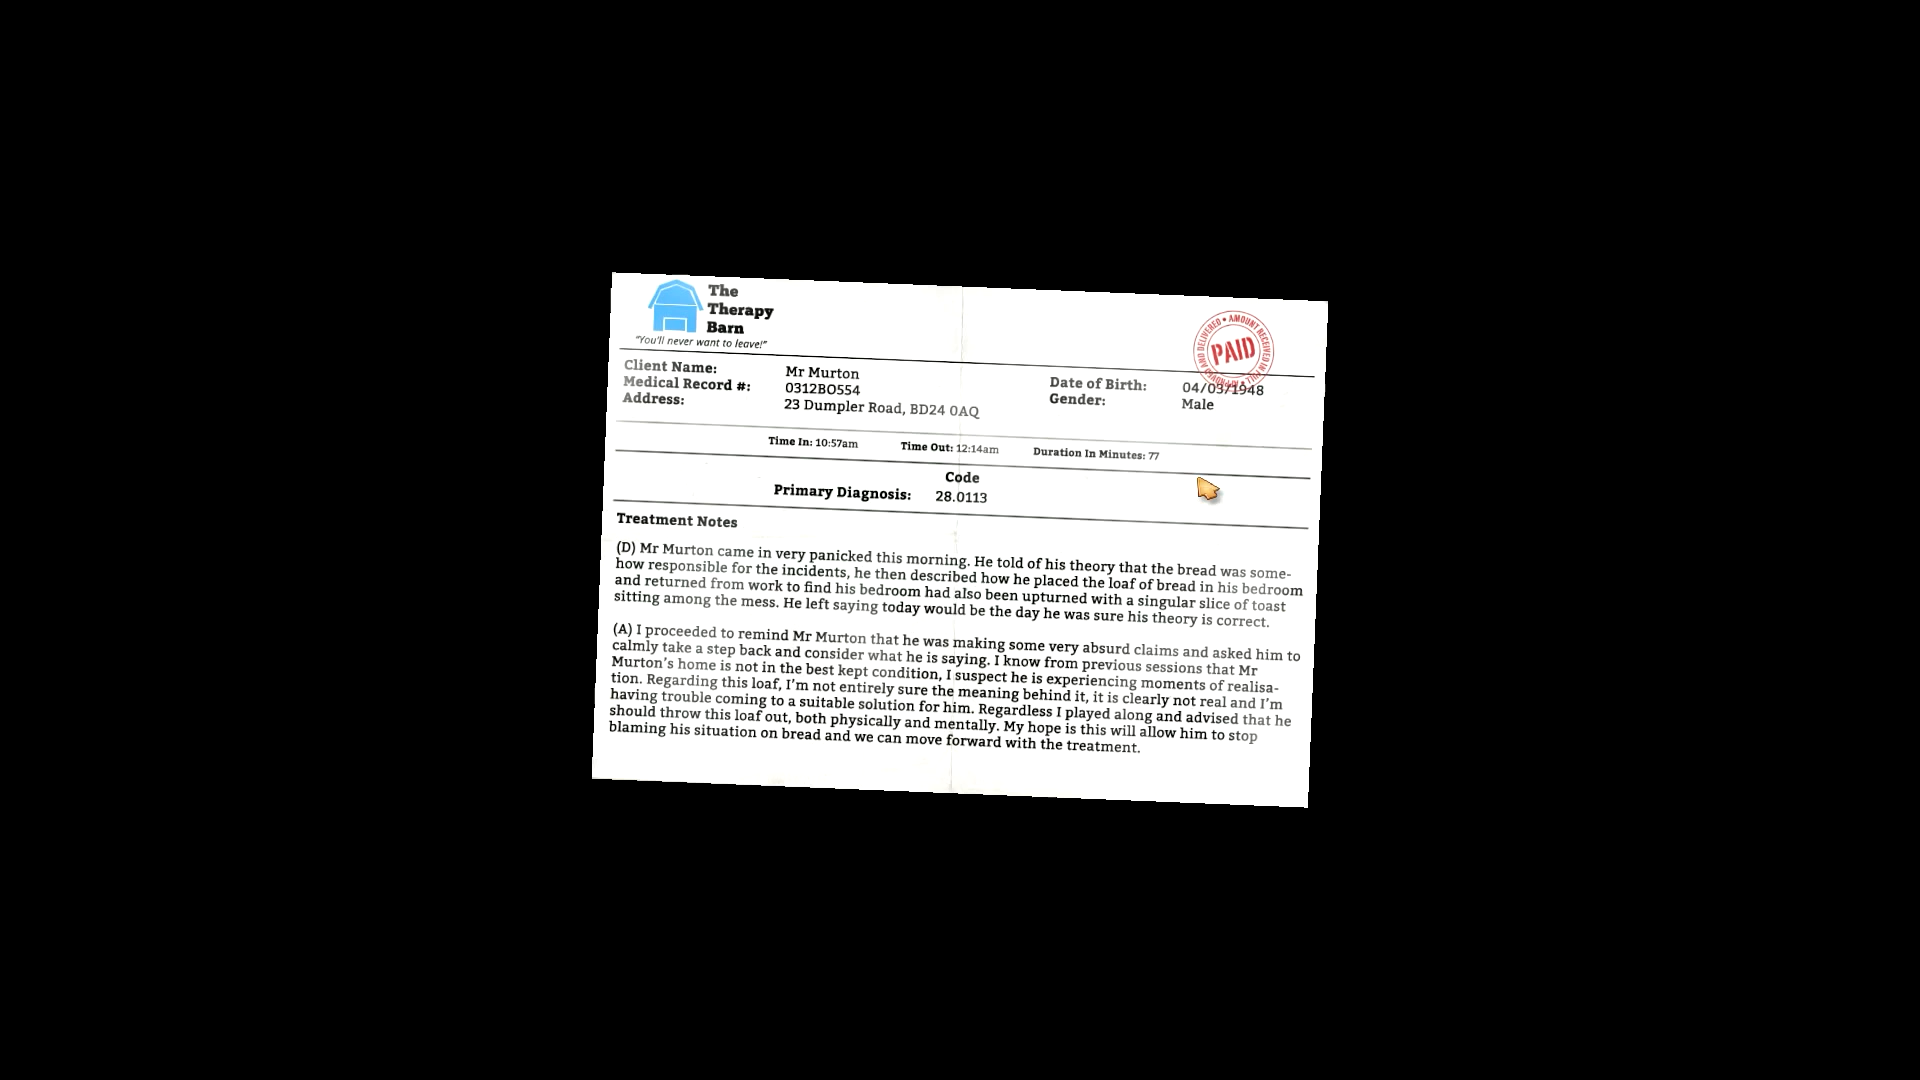 The
Therapy
Barn
"You'll never want to leave!"
AND DELIVERED • AMOUNT RECEIVED IN FULL •
PAID
Client Name: Mr Murton Date of Birth: 04/03/1948
Medical Record #: 0312BO554 Gender: Male
Address: 23 Dumpler Road, BD24 0AQ
Time In: 10:57am Time Out: 12:14am Duration In Minutes: 77
Code
Primary Diagnosis: 28.0113
Treatment Notes
(D) Mr Murton came in very panicked this morning. He told of his theory that the bread was some-
how responsible for the incidents, he then described how he placed the loaf of bread in his bedroom
and returned from work to find his bedroom had also been upturned with a singular slice of toast
sitting among the mess. He left saying today would be the day he was sure his theory is correct.
(A) I proceeded to remind Mr Murton that he was making some very absurd claims and asked him to
calmly take a step back and consider what he is saying. I know from previous sessions that Mr
Murton's home is not in the best kept condition, I suspect he is experiencing moments of realisa-
tion. Regarding this loaf, I'm not entirely sure the meaning behind it, it is clearly not real and I'm
having trouble coming to a suitable solution for him. Regardless I played along and advised that he
should throw this loaf out, both physically and mentally. My hope is this will allow him to stop
blaming his situation on bread and we can move forward with the treatment.